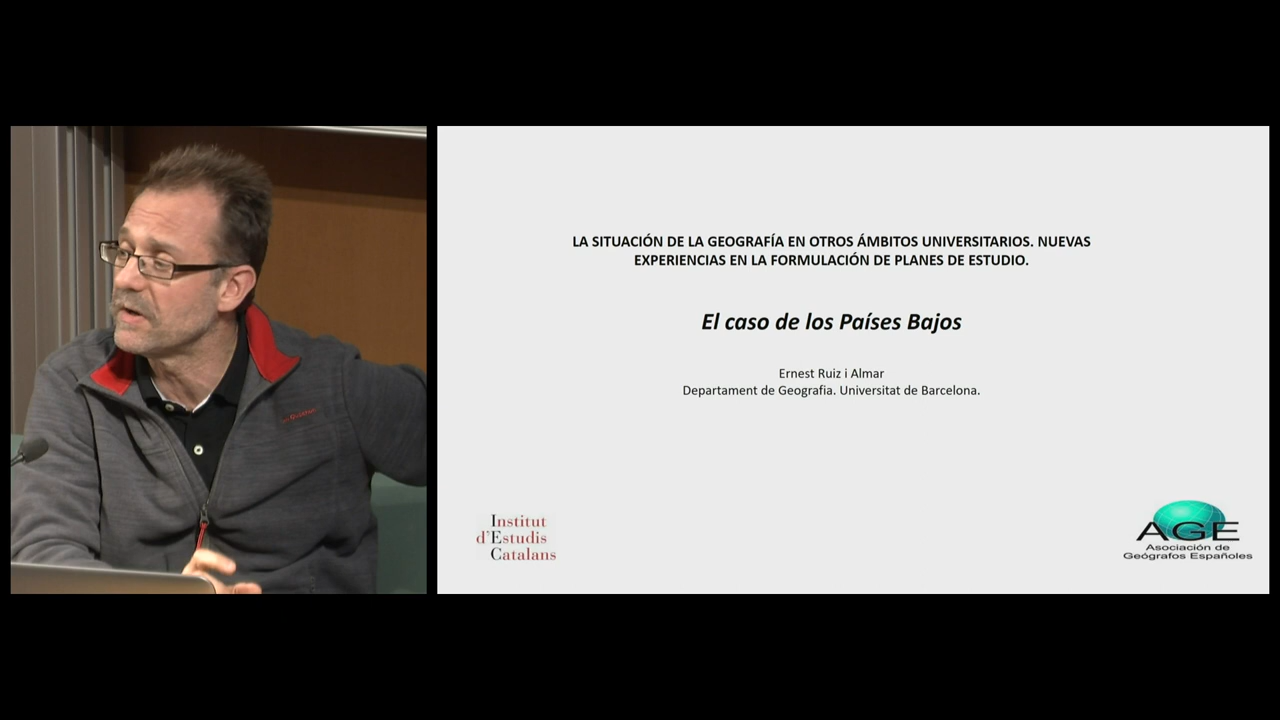 LA SITUACIÓN DE LA GEOGRAFÍA EN OTROS ÁMBITOS UNIVERSITARIOS. NUEVAS
EXPERIENCIAS EN LA FORMULACIÓN DE PLANES DE ESTUDIO.
El caso de los Países Bajos
Ernest Ruiz i Almar
Departament de Geografia. Universitat de Barcelona.
Institut
d'Estudis
Catalans
AGE
Asociación de
Geógrafos Españoles